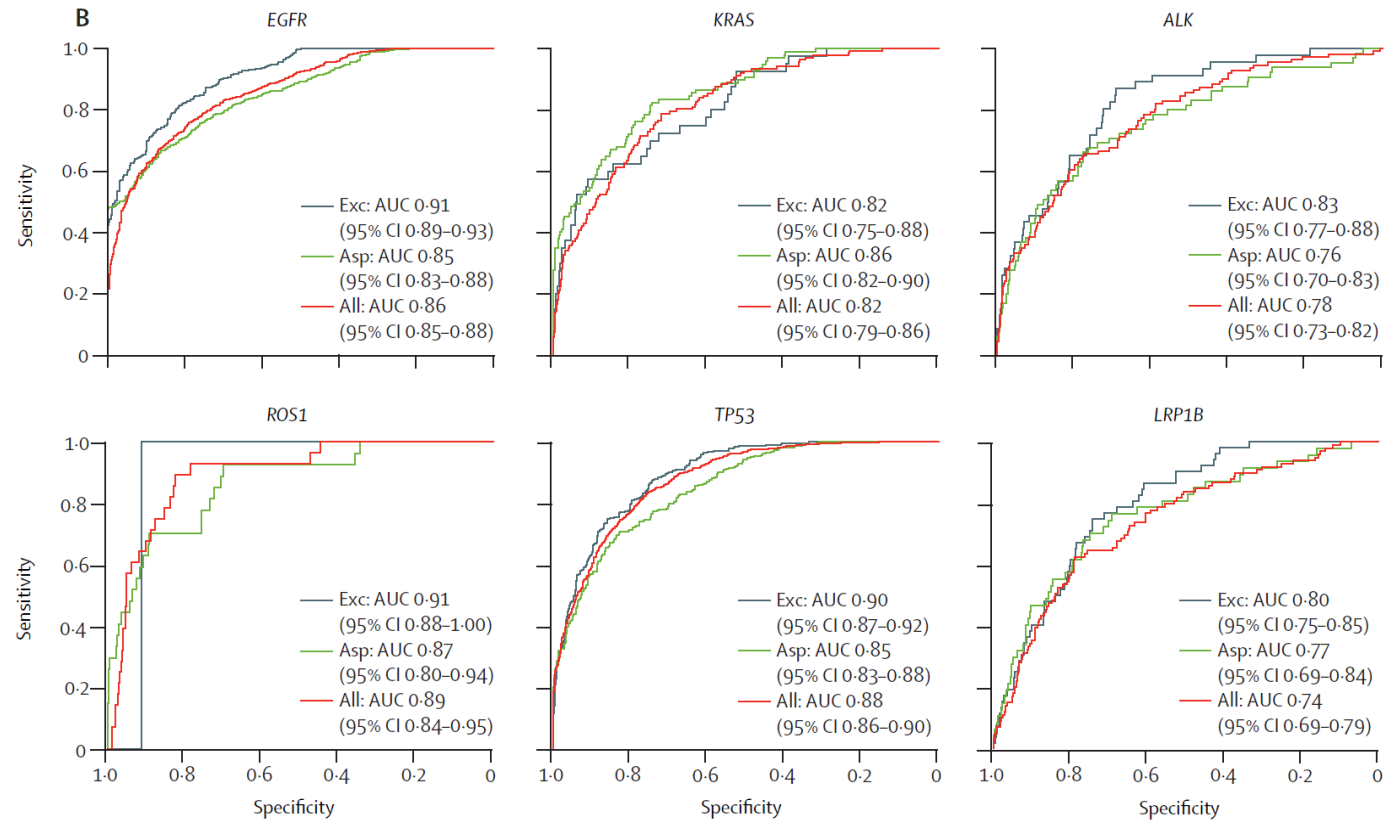 B
EGFR
KRAS
ALK
Sensitivity
1·0
0·8
0·6
0·4
0·2
0
Exc: AUC 0·91
(95% CI 0·89–0·93)
Asp: AUC 0·85
(95% CI 0·83–0·88)
All: AUC 0·86
(95% CI 0·85–0·88)
Exc: AUC 0·82
(95% CI 0·75–0·88)
Asp: AUC 0·86
(95% CI 0·82–0·90)
All: AUC 0·82
(95% CI 0·79–0·86)
Exc: AUC 0·83
(95% CI 0·77–0·88)
Asp: AUC 0·76
(95% CI 0·70–0·83)
All: AUC 0·78
(95% CI 0·73–0·82)
ROS1
TP53
LRP1B
Sensitivity
1·0
0·8
0·6
0·4
0·2
0
Exc: AUC 0·91
(95% CI 0·88–1·00)
Asp: AUC 0·87
(95% CI 0·80–0·94)
All: AUC 0·89
(95% CI 0·84–0·95)
1·0 0·8 0·6 0·4 0·2 0
Specificity
Exc: AUC 0·90
(95% CI 0·87–0·92)
Asp: AUC 0·85
(95% CI 0·83–0·88)
All: AUC 0·88
(95% CI 0·86–0·90)
1·0 0·8 0·6 0·4 0·2 0
Specificity
Exc: AUC 0·80
(95% CI 0·75–0·85)
Asp: AUC 0·77
(95% CI 0·69–0·84)
All: AUC 0·74
(95% CI 0·69–0·79)
1·0 0·8 0·6 0·4 0·2 0
Specificity